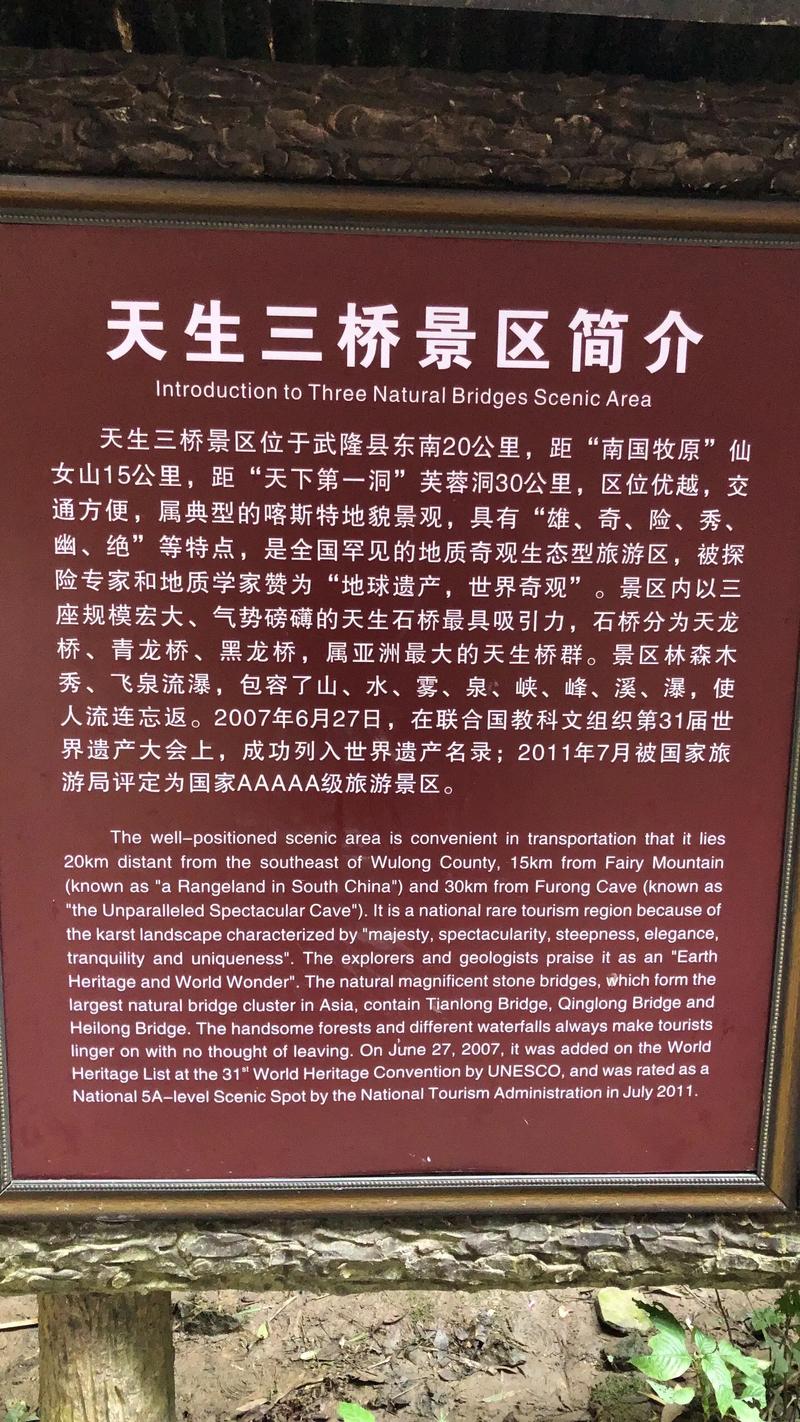 天生三桥景区简介
Introduction to Three Natural Bridges Scenic Area
天生三桥景区位于武隆县东南20公里，距“南国牧原”仙
女山15公里，距“天下第一洞”芙蓉洞30公里，区位优越，交
通方便，属典型的喀斯特地貌景观，具有“雄、奇、险、秀、
幽、绝”等特点，是全国罕见的地质奇观生态型旅游区，被探
险专家和地质学家赞为“地球遗产，世界奇观”。景区内以三
座规模宏大、气势磅礴的天生石桥最具吸引力，石桥分为天龙
桥、青龙桥、黑龙桥，属亚洲最大的天生桥群。景区林森木
秀、飞泉流瀑，包容了山、水、雾、泉、峡、峰、溪、瀑，使
人流连忘返。2007年6月27日，在联合国教科文组织第31届世
界遗产大会上，成功列入世界遗产名录；2011年7月被国家旅
游局评定为国家AAAAA级旅游景区。
The well-positioned scenic area is convenient in transportation that it lies
20km distant from the southeast of Wulong County, 15km from Fairy Mountain
(known as "a Rangeland in South China") and 30km from Furong Cave (known as
"the Unparalleled Spectacular Cave"). It is a national rare tourism region because of
the karst landscape characterized by "majesty, spectacularity, steepness, elegance,
tranquility and uniqueness". The explorers and geologists praise it as an "Earth
Heritage and World Wonder". The natural magnificent stone bridges, which form the
largest natural bridge cluster in Asia, contain Tianlong Bridge, Qinglong Bridge and
Heilong Bridge. The handsome forests and different waterfalls always make tourists
linger on with no thought of leaving. On June 27, 2007, it was added on the World
Heritage List at the 31st World Heritage Convention by UNESCO, and was rated as a
National 5A-level Scenic Spot by the National Tourism Administration in July 2011.